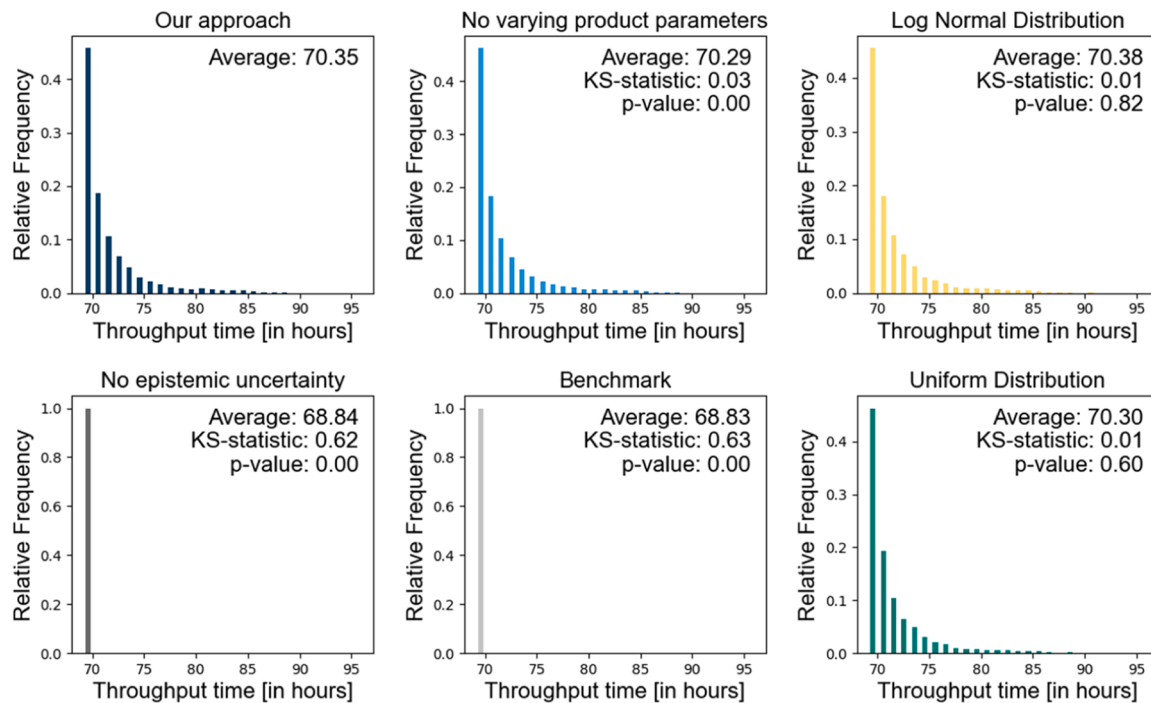 Our approach
Average: 70.35
Relative Frequency
0.4
0.3
0.2
0.1
0.0
70 75 80 85 90 95
Throughput time [in hours]
No varying product parameters
Average: 70.29
KS-statistic: 0.03
p-value: 0.00
Relative Frequency
0.4
0.3
0.2
0.1
0.0
70 75 80 85 90 95
Throughput time [in hours]
Log Normal Distribution
Average: 70.38
KS-statistic: 0.01
p-value: 0.82
Relative Frequency
0.4
0.3
0.2
0.1
0.0
70 75 80 85 90 95
Throughput time [in hours]
No epistemic uncertainty
Average: 68.84
KS-statistic: 0.62
p-value: 0.00
Relative Frequency
1.0
0.8
0.6
0.4
0.2
0.0
70 75 80 85 90 95
Throughput time [in hours]
Benchmark
Average: 68.83
KS-statistic: 0.63
p-value: 0.00
Relative Frequency
1.0
0.8
0.6
0.4
0.2
0.0
70 75 80 85 90 95
Throughput time [in hours]
Uniform Distribution
Average: 70.30
KS-statistic: 0.01
p-value: 0.60
Relative Frequency
0.4
0.3
0.2
0.1
0.0
70 75 80 85 90 95
Throughput time [in hours]